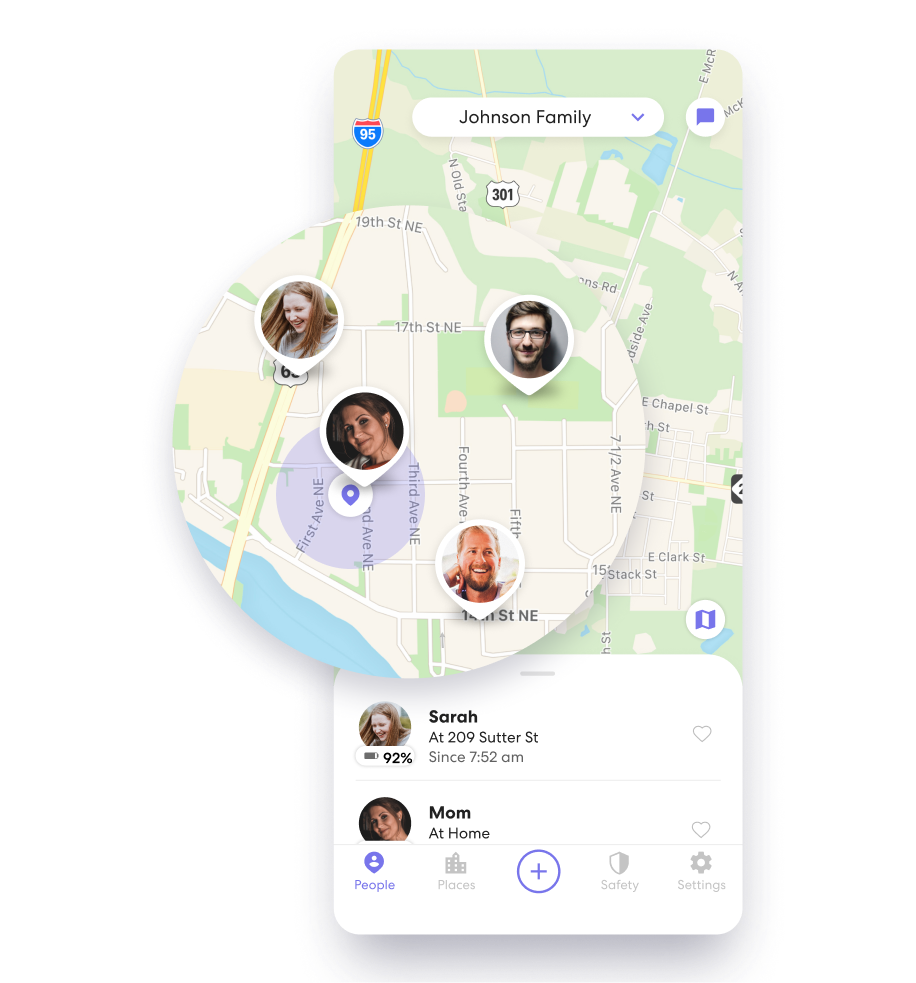 E McR
Johnson Family
McK
95
N Old Sta
301
19th St NE
ons Rd
N A
17th St NE
dside Ave
E Chapel St
th St
7 1/2 Ave NE
Third Ave NE
Fourth Ave
First Ave NE
nd Ave NE
Fifth
St
2
E Clark St
15
Stack St
14th St NE
h St
Sarah
At 209 Sutter St
92%
Since 7:52 am
Mom
At Home
People
Places
Safety
Settings